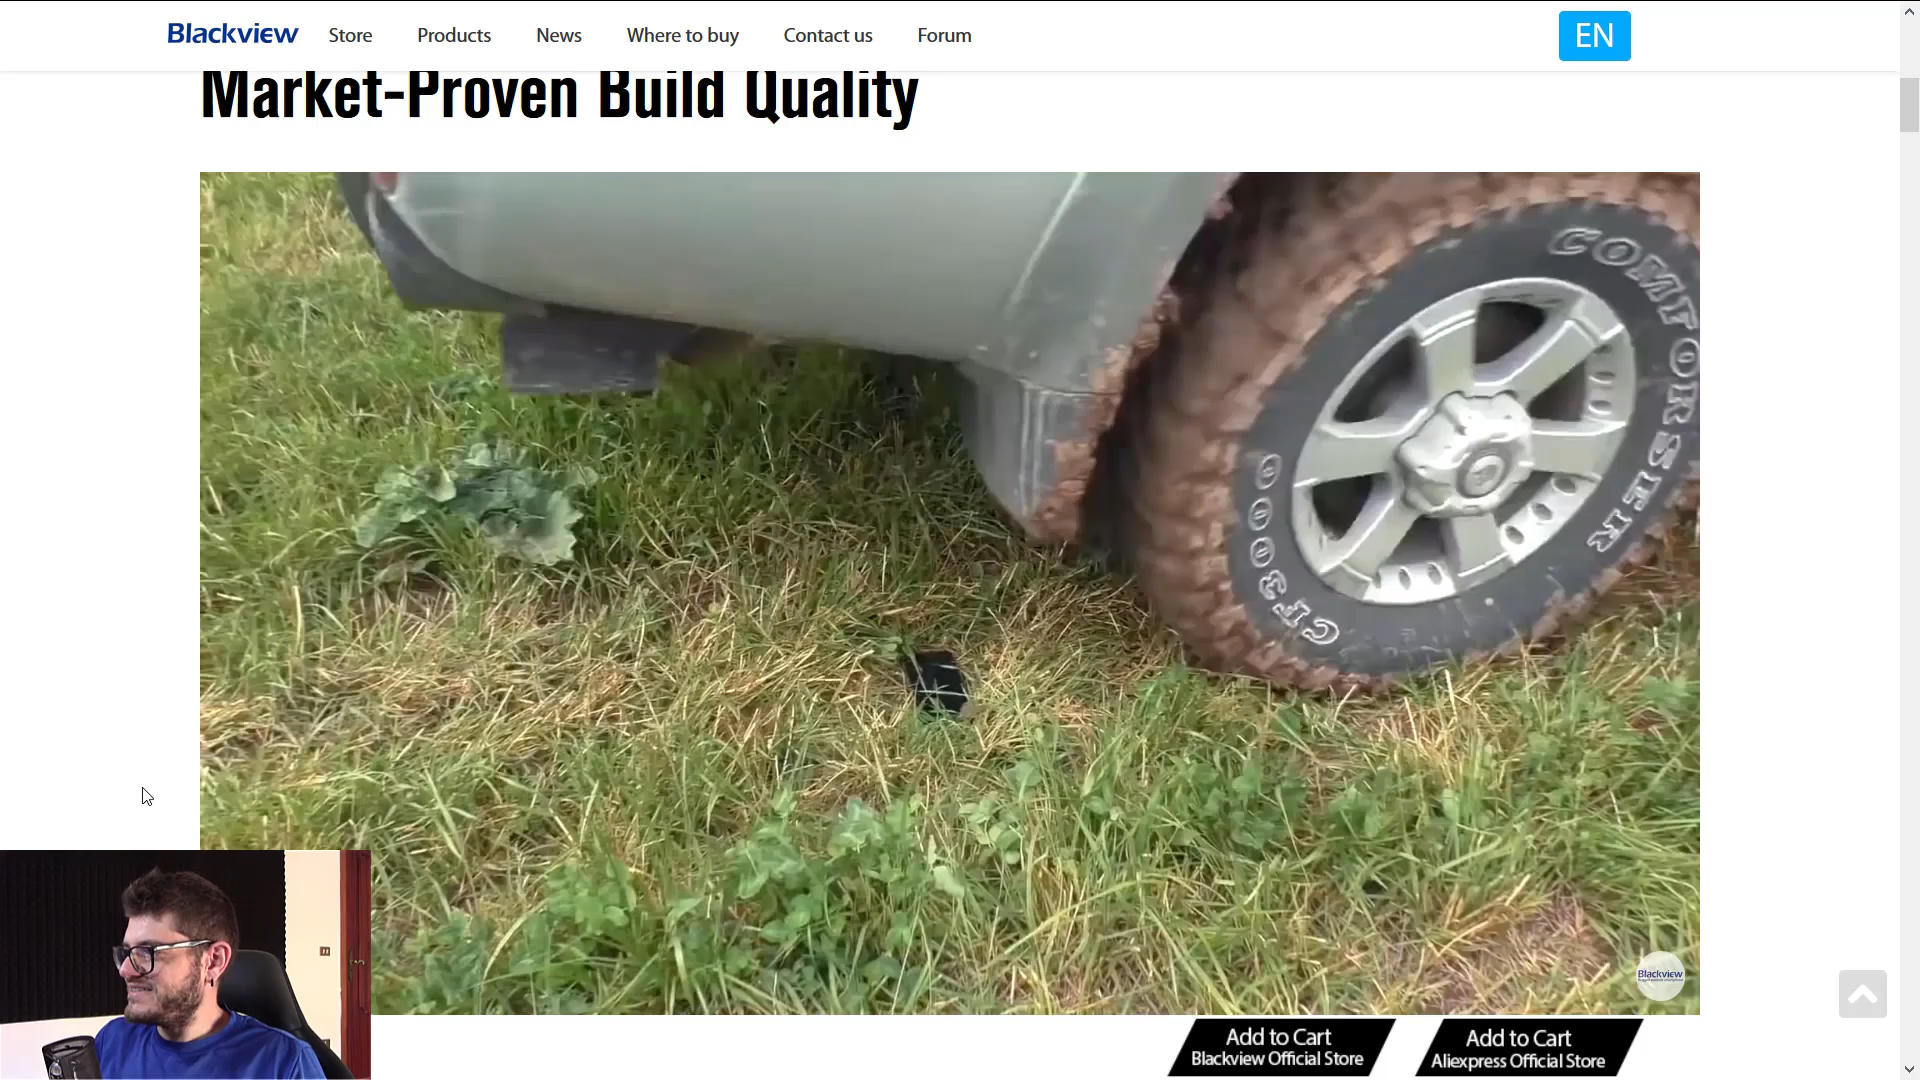 Blackview Store Products News Where to buy Contact us Forum EN
Market-Proven Build Quality
COMFORSER
CF3000
Blackview
Add to Cart
Blackview Official Store
Add to Cart
Aliexpress Official Store